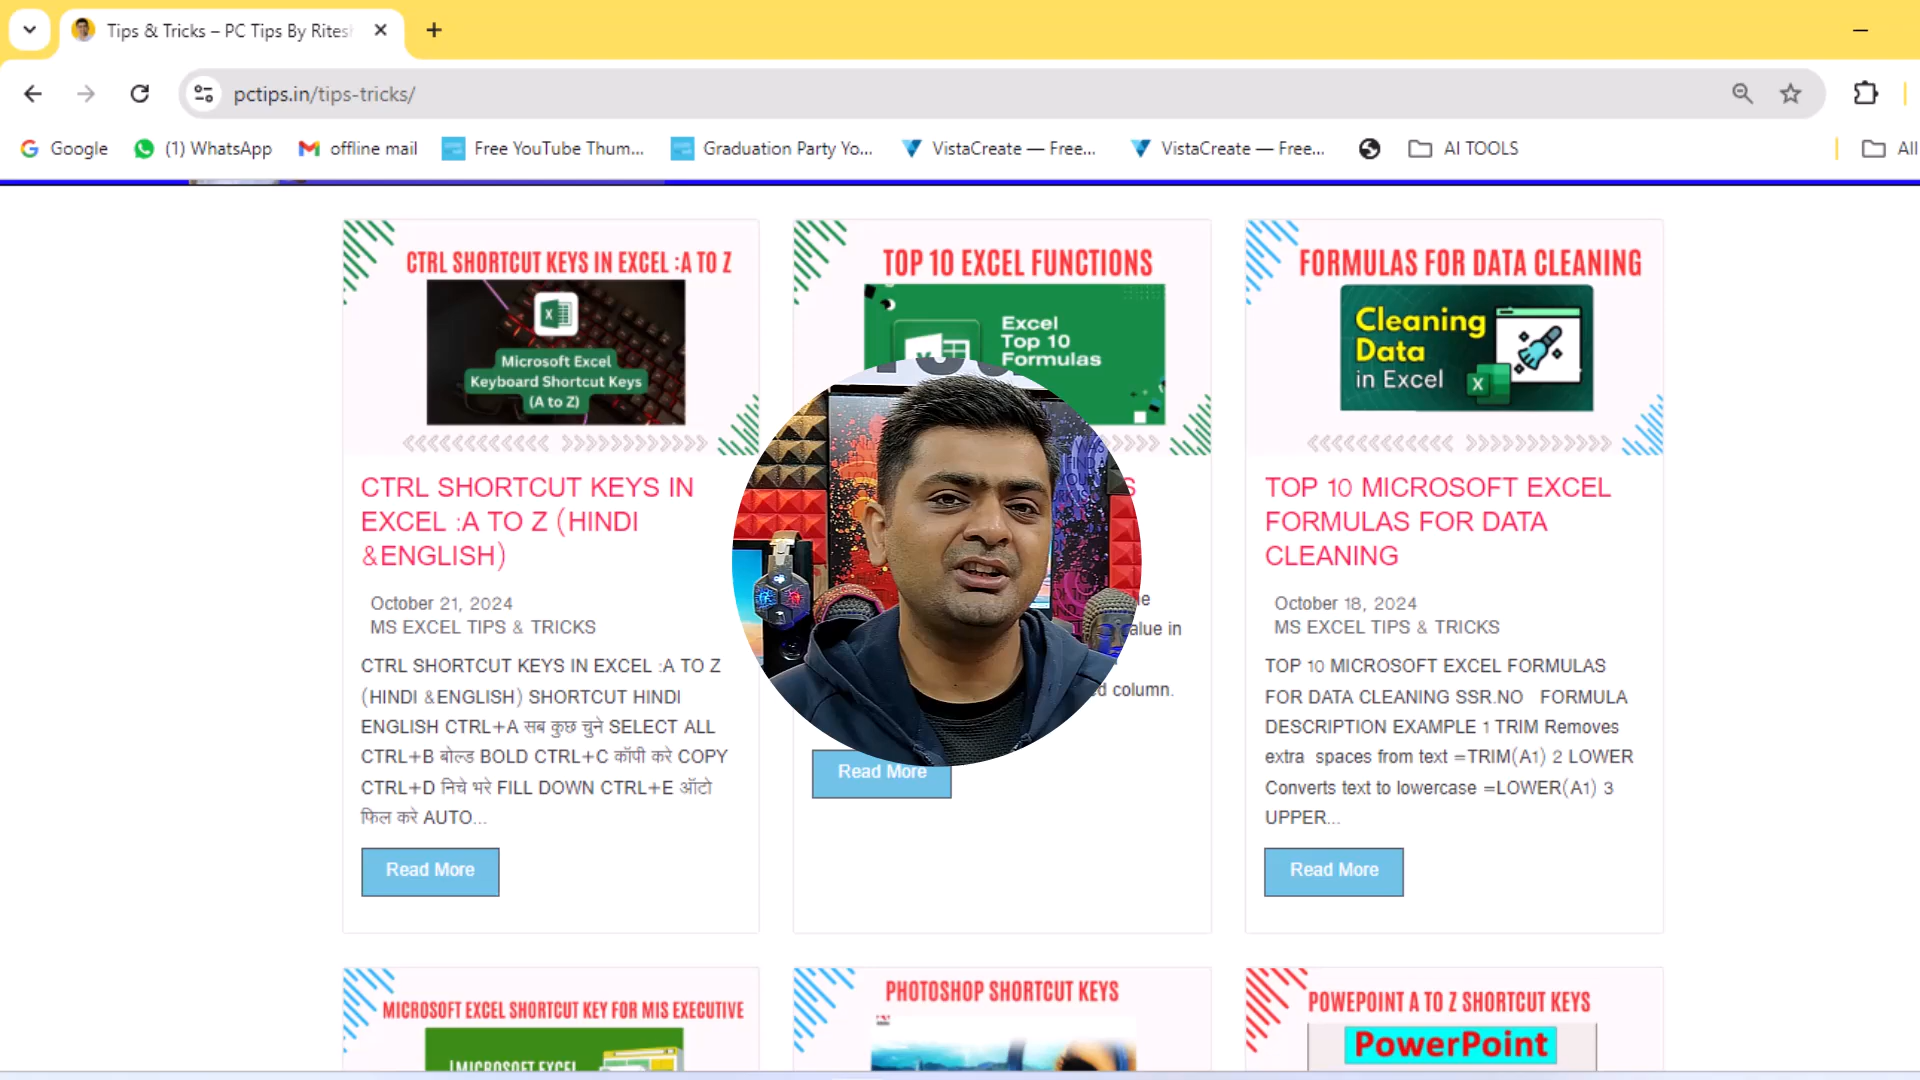 Tips & Tricks – PC Tips By Ritesh
pctips.in/tips-tricks/
Google
(1) WhatsApp
offline mail
Free YouTube Thum...
Graduation Party Yo...
VistaCreate — Free...
VistaCreate — Free...
AI TOOLS
All
CTRL SHORTCUT KEYS IN EXCEL :A TO Z
Microsoft Excel
Keyboard Shortcut Keys
(A to Z)
CTRL SHORTCUT KEYS IN
EXCEL :A TO Z (HINDI
&ENGLISH)
October 21, 2024
MS EXCEL TIPS & TRICKS
CTRL SHORTCUT KEYS IN EXCEL :A TO Z
(HINDI &ENGLISH) SHORTCUT HINDI
ENGLISH CTRL+A सब कुछ चुने SELECT ALL
CTRL+B बोल्ड BOLD CTRL+C कॉपी करे COPY
CTRL+D निचे भरे FILL DOWN CTRL+E ऑटो
फिल करे AUTO...
Read More
TOP 10 EXCEL FUNCTIONS
Excel
Top 10
Formulas
value in
column.
Read More
FORMULAS FOR DATA CLEANING
Cleaning
Data
in Excel
TOP 10 MICROSOFT EXCEL
FORMULAS FOR DATA
CLEANING
October 18, 2024
MS EXCEL TIPS & TRICKS
TOP 10 MICROSOFT EXCEL FORMULAS
FOR DATA CLEANING SSR.NO FORMULA
DESCRIPTION EXAMPLE 1 TRIM Removes
extra spaces from text =TRIM(A1) 2 LOWER
Converts text to lowercase =LOWER(A1) 3
UPPER...
Read More
MICROSOFT EXCEL SHORTCUT KEY FOR MIS EXECUTIVE
MICROSOFT EXCEL
PHOTOSHOP SHORTCUT KEYS
POWEPOINT A TO Z SHORTCUT KEYS
PowerPoint